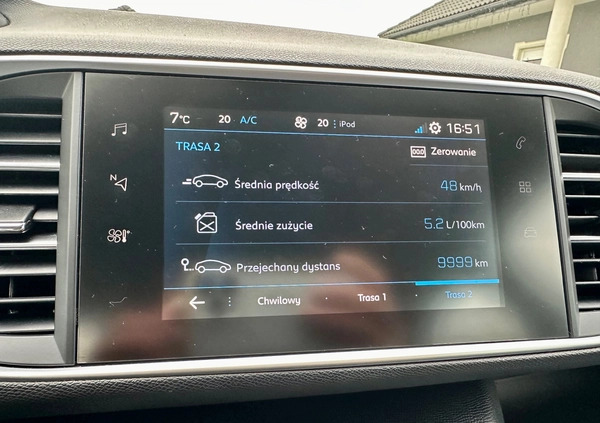 7°C 20 A/C 20 iPod 16:51
TRASA 2 000 Zerowanie
Średnia prędkość 48 km/h
Średnie zużycie 5.2 L/100km
Przejechany dystans 9999 km
Chwilowy Trasa 1 Trasa 2
N